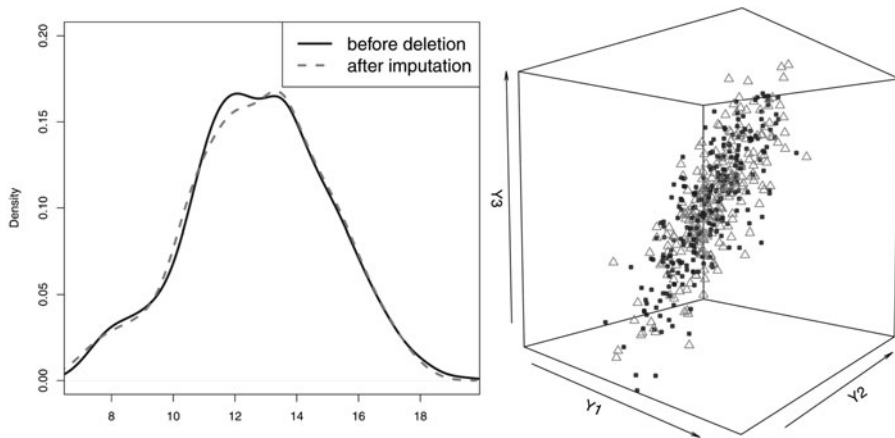 0.20
before deletion
after imputation
0.15
Density
0.10
0.05
0.00
8 10 12 14 16 18
Y3
Y1
Y2